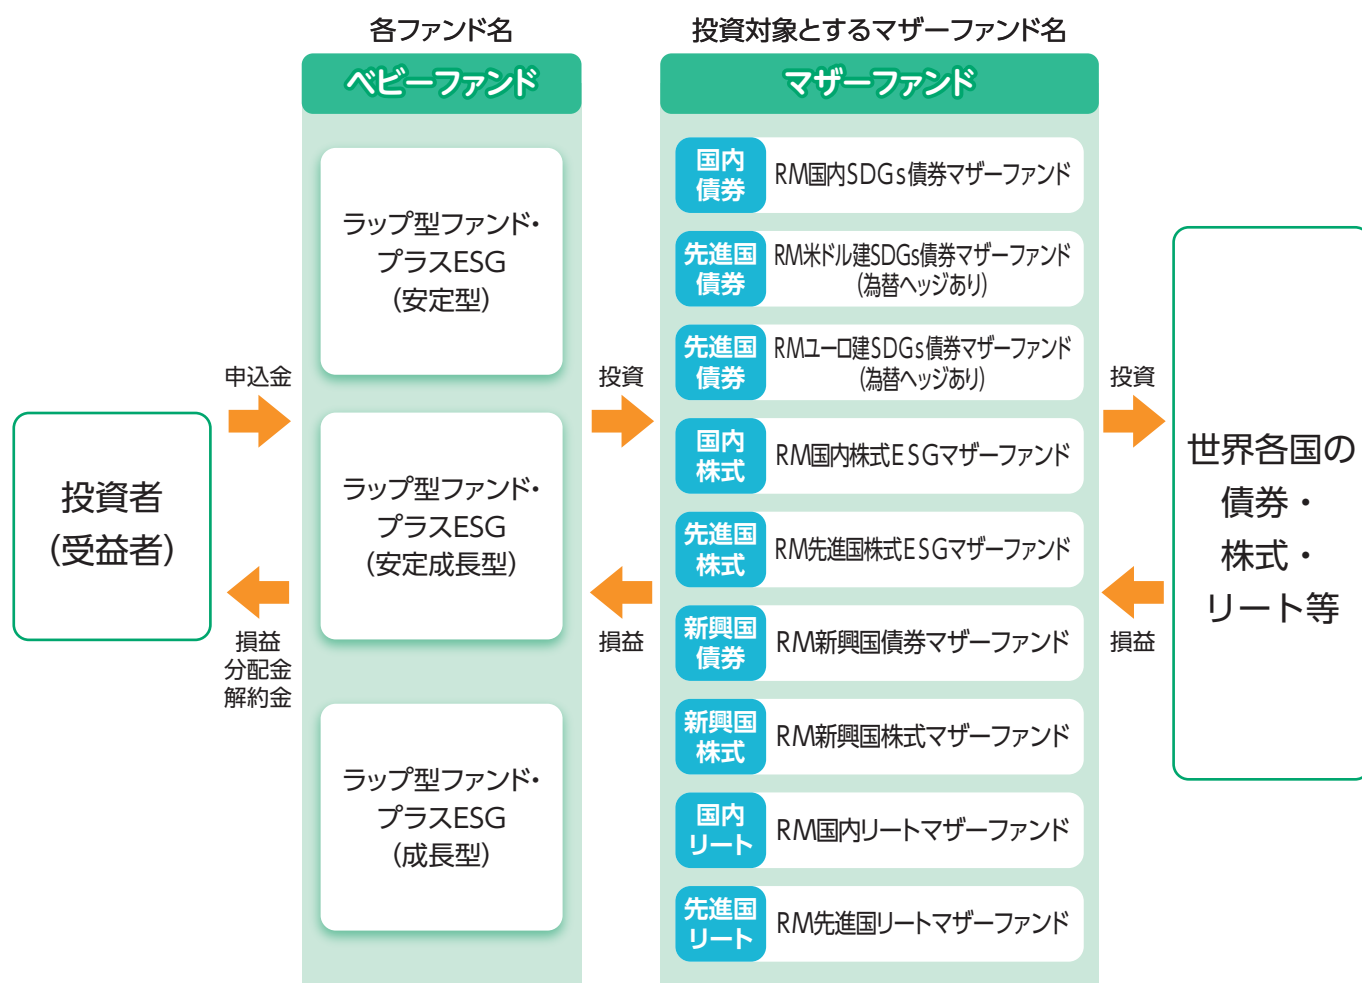 各ファンド名
ベビーファンド
ラップ型ファンド・
プラスESG
(安定型)
ラップ型ファンド・
プラスESG
(安定成長型)
ラップ型ファンド・
プラスESG
(成長型)
投資対象とするマザーファンド名
マザーファンド
国内
債券
RM国内SDGs債券マザーファンド
先進国
債券
RM米ドル建SDGs債券マザーファンド
(為替ヘッジあり)
先進国
債券
RMユーロ建SDGs債券マザーファンド
(為替ヘッジあり)
国内
株式
RM国内株式ESGマザーファンド
先進国
株式
RM先進国株式ESGマザーファンド
新興国
債券
RM新興国債券マザーファンド
新興国
株式
RM新興国株式マザーファンド
国内
リート
RM国内リートマザーファンド
先進国
リート
RM先進国リートマザーファンド
投資者
(受益者)
申込金
損益
分配金
解約金
投資
損益
投資
損益
世界各国の
債券・
株式・
リート等